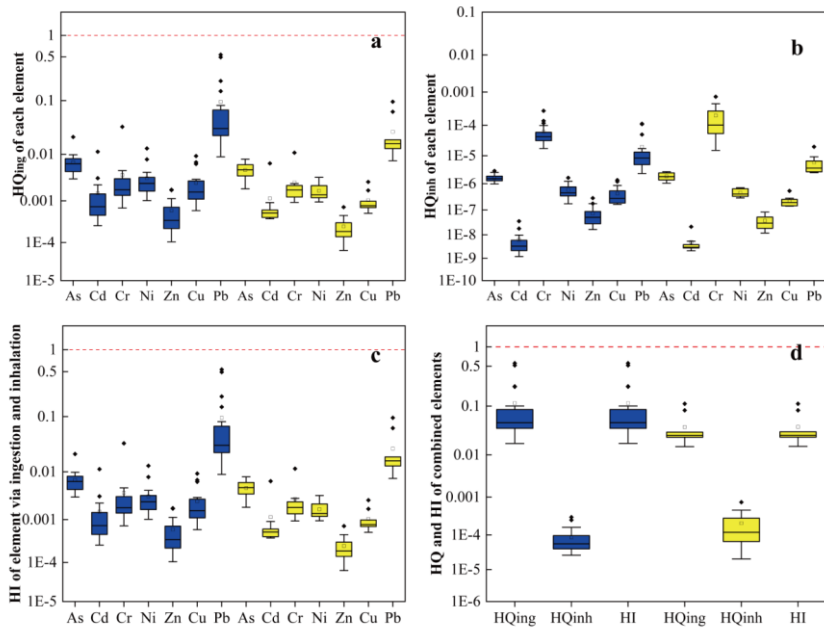 a
HQing of each element
1
0.5
0.1
0.01
0.001
1E-4
1E-5
As Cd Cr Ni Zn Cu Pb As Cd Cr Ni Zn Cu Pb
b
HQinh of each element
0.1
0.01
0.001
1E-4
1E-5
1E-6
1E-7
1E-8
1E-9
1E-10
As Cd Cr Ni Zn Cu Pb As Cd Cr Ni Zn Cu Pb
c
HI of element via ingestion and inhalation
1
0.5
0.1
0.01
0.001
1E-4
1E-5
As Cd Cr Ni Zn Cu Pb As Cd Cr Ni Zn Cu Pb
d
HQ and HI of combined elements
1
0.5
0.1
0.01
0.001
1E-4
1E-5
1E-6
HQing HQinh HI HQing HQinh HI